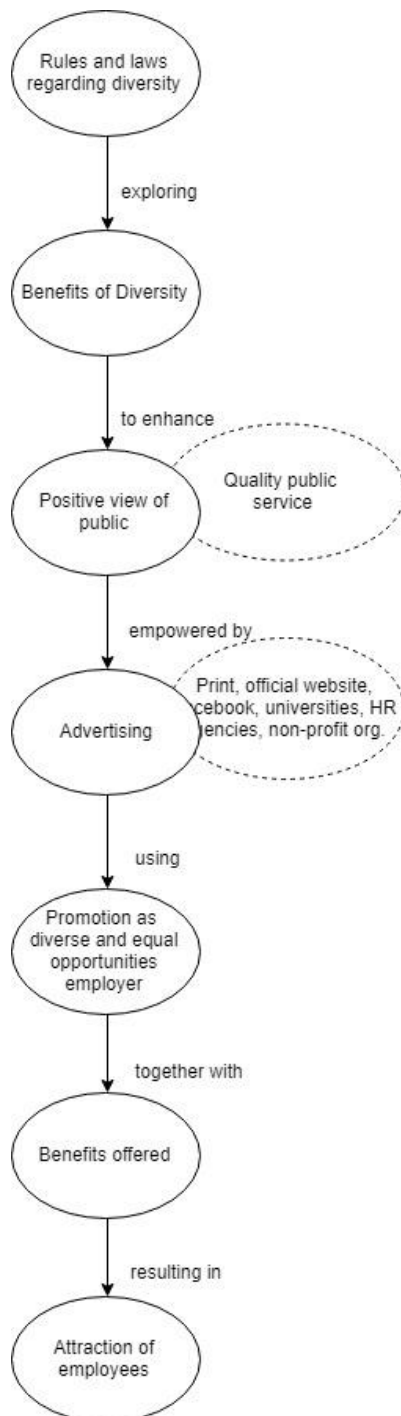 Rules and laws
regarding diversity
exploring
Benefits of Diversity
to enhance
Positive view of
public
Quality public
service
empowered by
Advertising
Print, official website,
cebook, universities, HR
encies, non-profit org.
using
Promotion as
diverse and equal
opportunities
employer
together with
Benefits offered
resulting in
Attraction of
employees